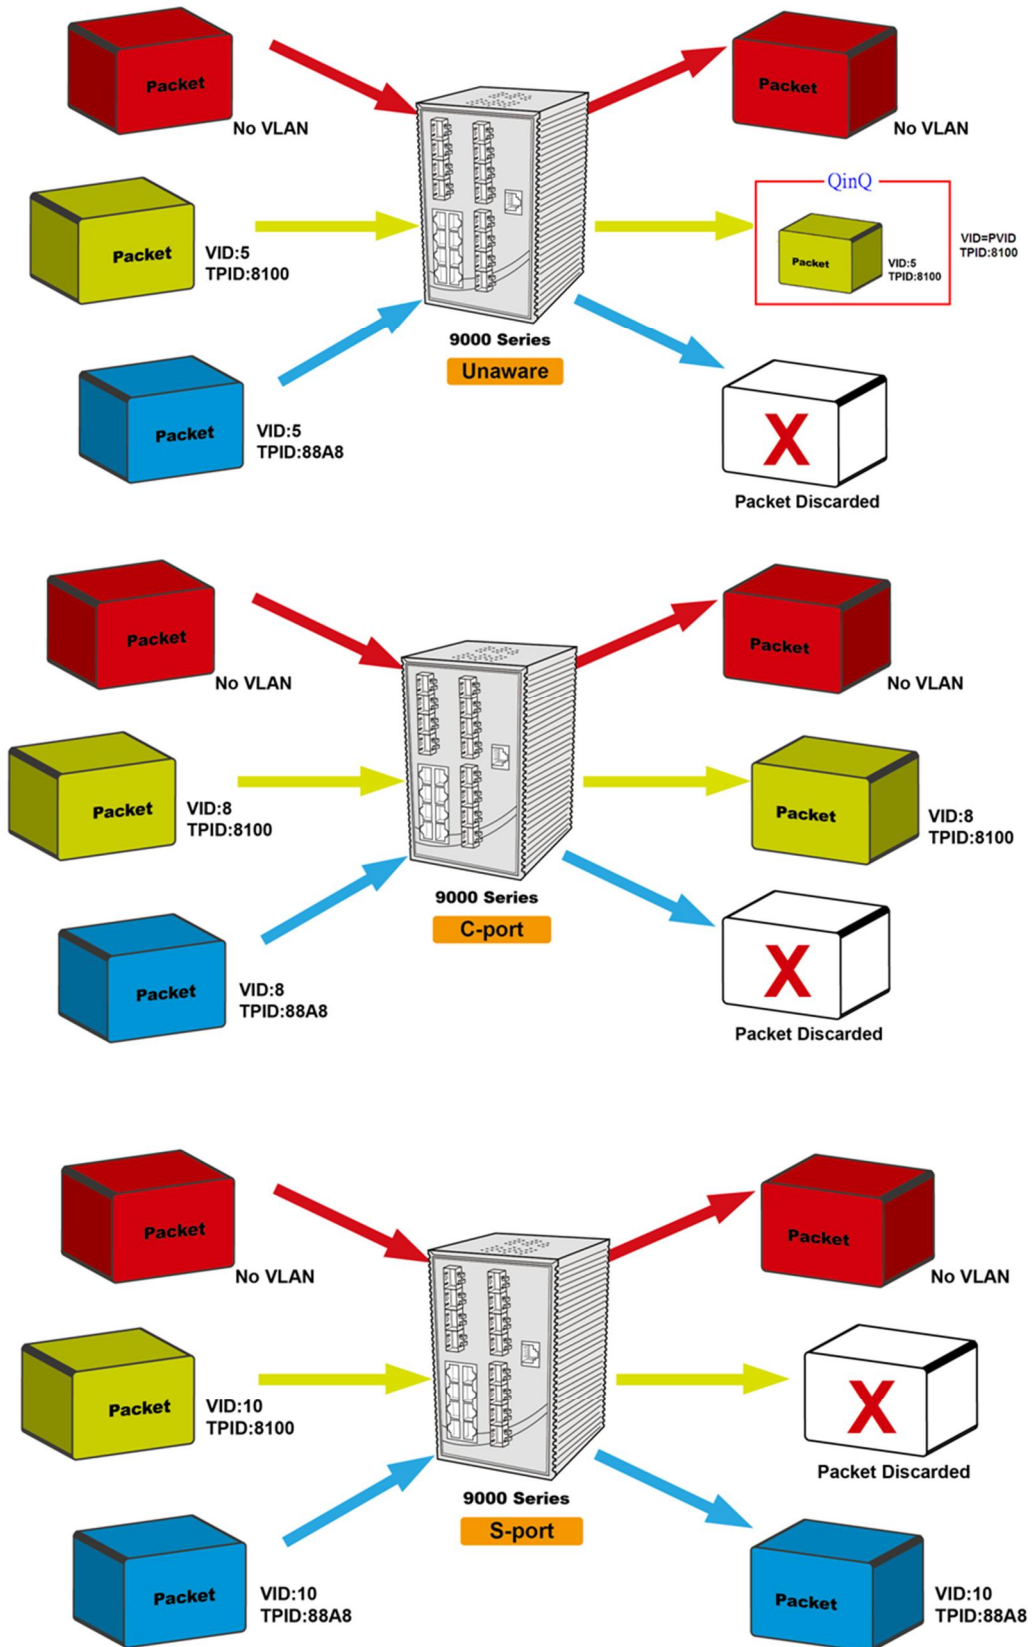 Packet
No VLAN
Packet
No VLAN
Packet
VID:5
TPID:8100
QinQ
Packet
VID:5
TPID:8100
VID=PVID
TPID:8100
9000 Series
Unaware
Packet
VID:5
TPID:88A8
X
Packet Discarded
Packet
No VLAN
Packet
No VLAN
Packet
VID:8
TPID:8100
Packet
VID:8
TPID:8100
9000 Series
C-port
Packet
VID:8
TPID:88A8
X
Packet Discarded
Packet
No VLAN
Packet
No VLAN
Packet
VID:10
TPID:8100
X
Packet Discarded
9000 Series
S-port
Packet
VID:10
TPID:88A8
Packet
VID:10
TPID:88A8